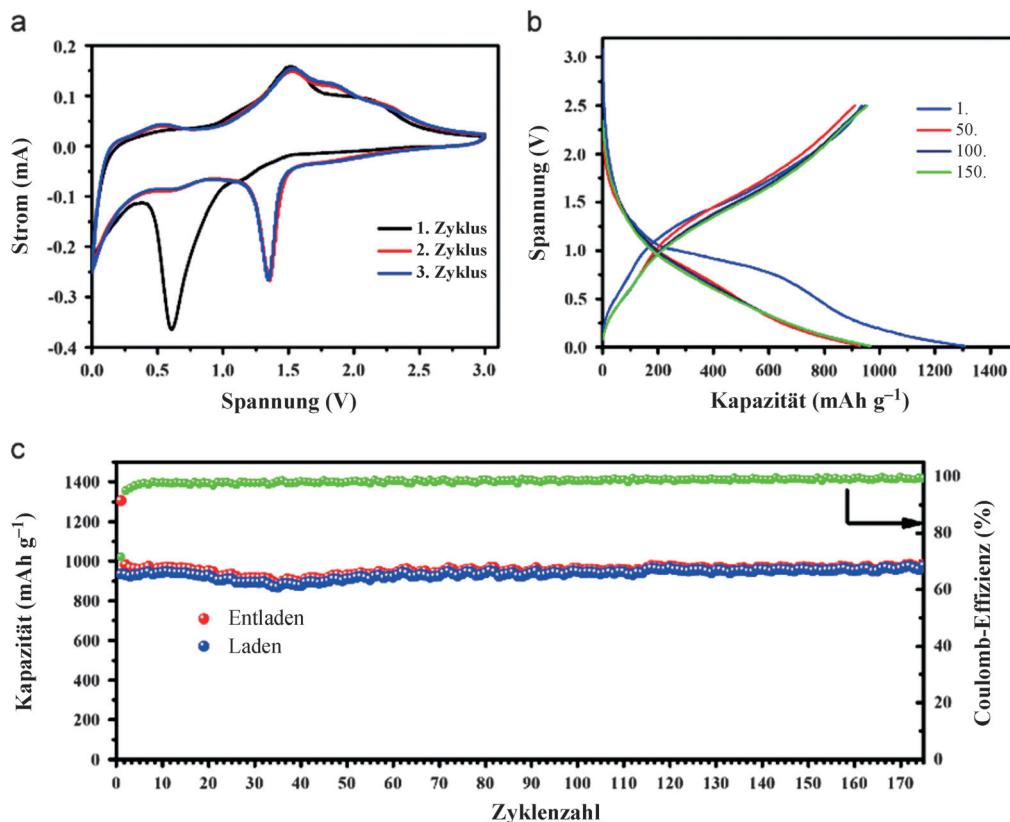 a
0.2
0.1
0.0
-0.1
-0.2
-0.3
-0.4
Strom (mA)
1. Zyklus
2. Zyklus
3. Zyklus
0.0 0.5 1.0 1.5 2.0 2.5 3.0
Spannung (V)
b
3.0
2.5
2.0
1.5
1.0
0.5
0.0
Spannung (V)
1.
50.
100.
150.
200 400 600 800 1000 1200 1400
Kapazität (mAh g⁻¹)
c
1400
1200
1000
800
600
400
200
0
Kapazität (mAh g⁻¹)
Entladen
Laden
100
80
60
40
20
0
Coulomb-Effizienz (%)
0 10 20 30 40 50 60 70 80 90 100 110 120 130 140 150 160 170
Zyklenzahl